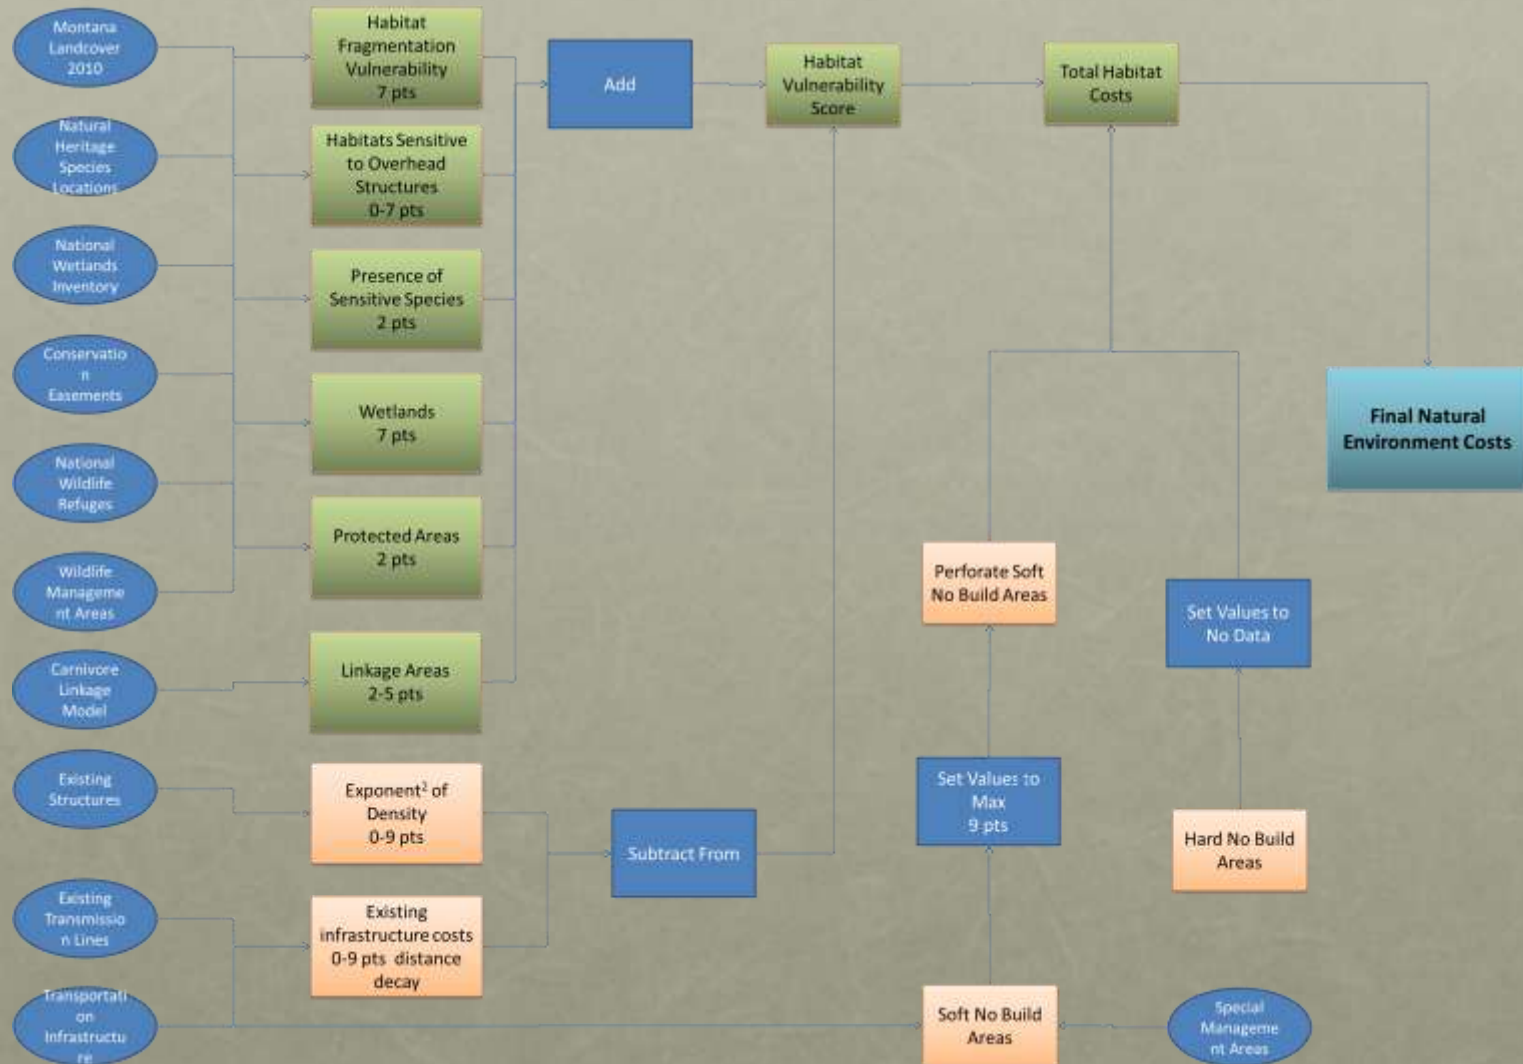 Montana
Landcover
2010
Natural
Heritage
Species
Locations
National
Wetlands
Inventory
Conservatio
n
Easements
National
Wildlife
Refuges
Wildlife
Manageme
nt Areas
Carnivore
Linkage
Model
Existing
Structures
Existing
Transmissio
n Lines
Transportati
on
Infrastructu
re
Habitat
Fragmentation
Vulnerability
7 pts
Habitats Sensitive
to Overhead
Structures
0-7 pts
Presence of
Sensitive Species
2 pts
Wetlands
7 pts
Protected Areas
2 pts
Linkage Areas
2-5 pts
Exponent² of
Density
0-9 pts
Existing
infrastructure costs
0-9 pts distance
decay
Add
Subtract From
Habitat
Vulnerability
Score
Total Habitat
Costs
Perforate Soft
No Build Areas
Set Values to
Max
9 pts
Soft No Build
Areas
Set Values to
No Data
Hard No Build
Areas
Special
Manageme
nt Areas
Final Natural
Environment Costs